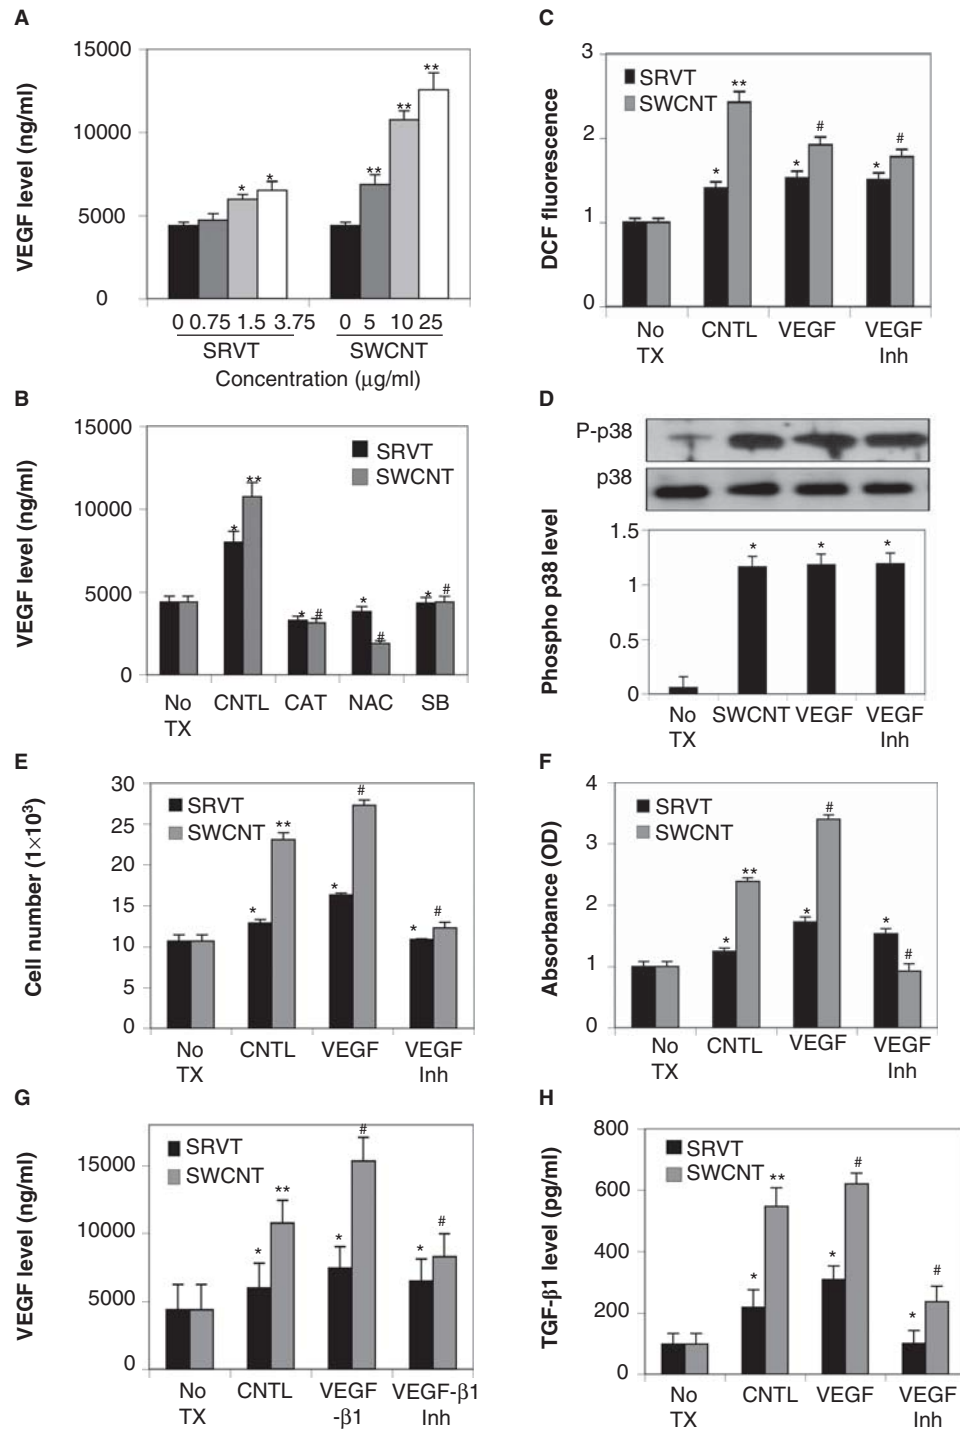 A
VEGF level (ng/ml)
15000
10000
5000
0
*
*
**
**
**
0 0.75 1.5 3.75
0 5 10 25
SRVT
SWCNT
Concentration (μg/ml)
B
VEGF level (ng/ml)
15000
10000
5000
0
SRVT
SWCNT
*
**
*
#
*
#
*
#
No TX
CNTL
CAT
NAC
SB
C
DCF fluorescence
3
2
1
0
SRVT
SWCNT
*
**
*
#
*
#
No TX
CNTL
VEGF
VEGF Inh
D
P-p38
p38
Phospho p38 level
1.5
1
0.5
0
*
*
*
No TX
SWCNT
VEGF
VEGF Inh
E
Cell number (1×10³)
30
25
20
15
10
5
0
SRVT
SWCNT
*
**
*
#
*
#
No TX
CNTL
VEGF
VEGF Inh
F
Absorbance (OD)
4
3
2
1
0
SRVT
SWCNT
*
**
*
#
*
#
No TX
CNTL
VEGF
VEGF Inh
G
VEGF level (ng/ml)
15000
10000
5000
0
SRVT
SWCNT
*
**
*
#
*
#
No TX
CNTL
VEGF -β1
VEGF-β1 Inh
H
TGF-β1 level (pg/ml)
800
600
400
200
0
SRVT
SWCNT
*
**
*
#
*
#
No TX
CNTL
VEGF
VEGF Inh